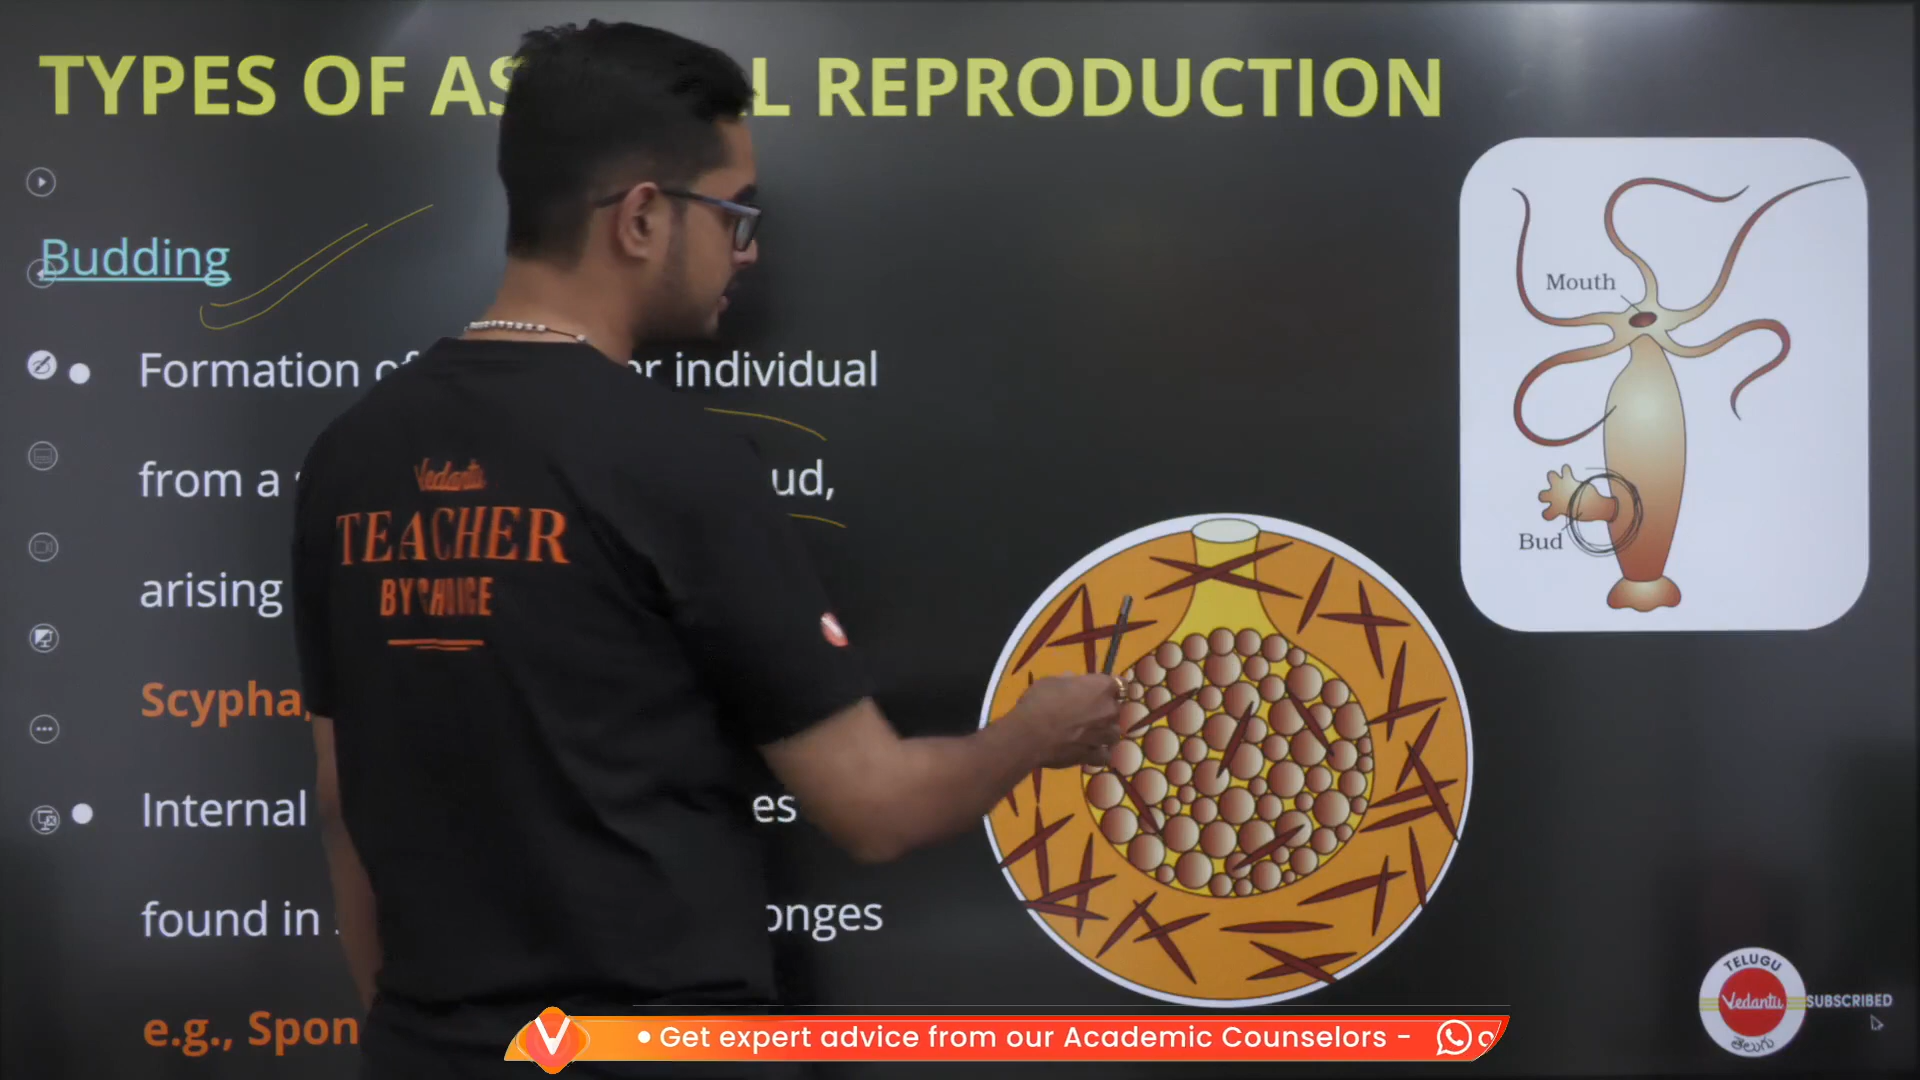 TYPES OF AS L REPRODUCTION
Budding
Formation of individual
from a ud,
arising
Scypha,
Internal es
found in onges
e.g., Spon
Mouth
Bud
Vedantu
TEACHER
BY CHOICE
TELUGU
Vedantu
తెలుగు
SUBSCRIBED
• Get expert advice from our Academic Counselors -